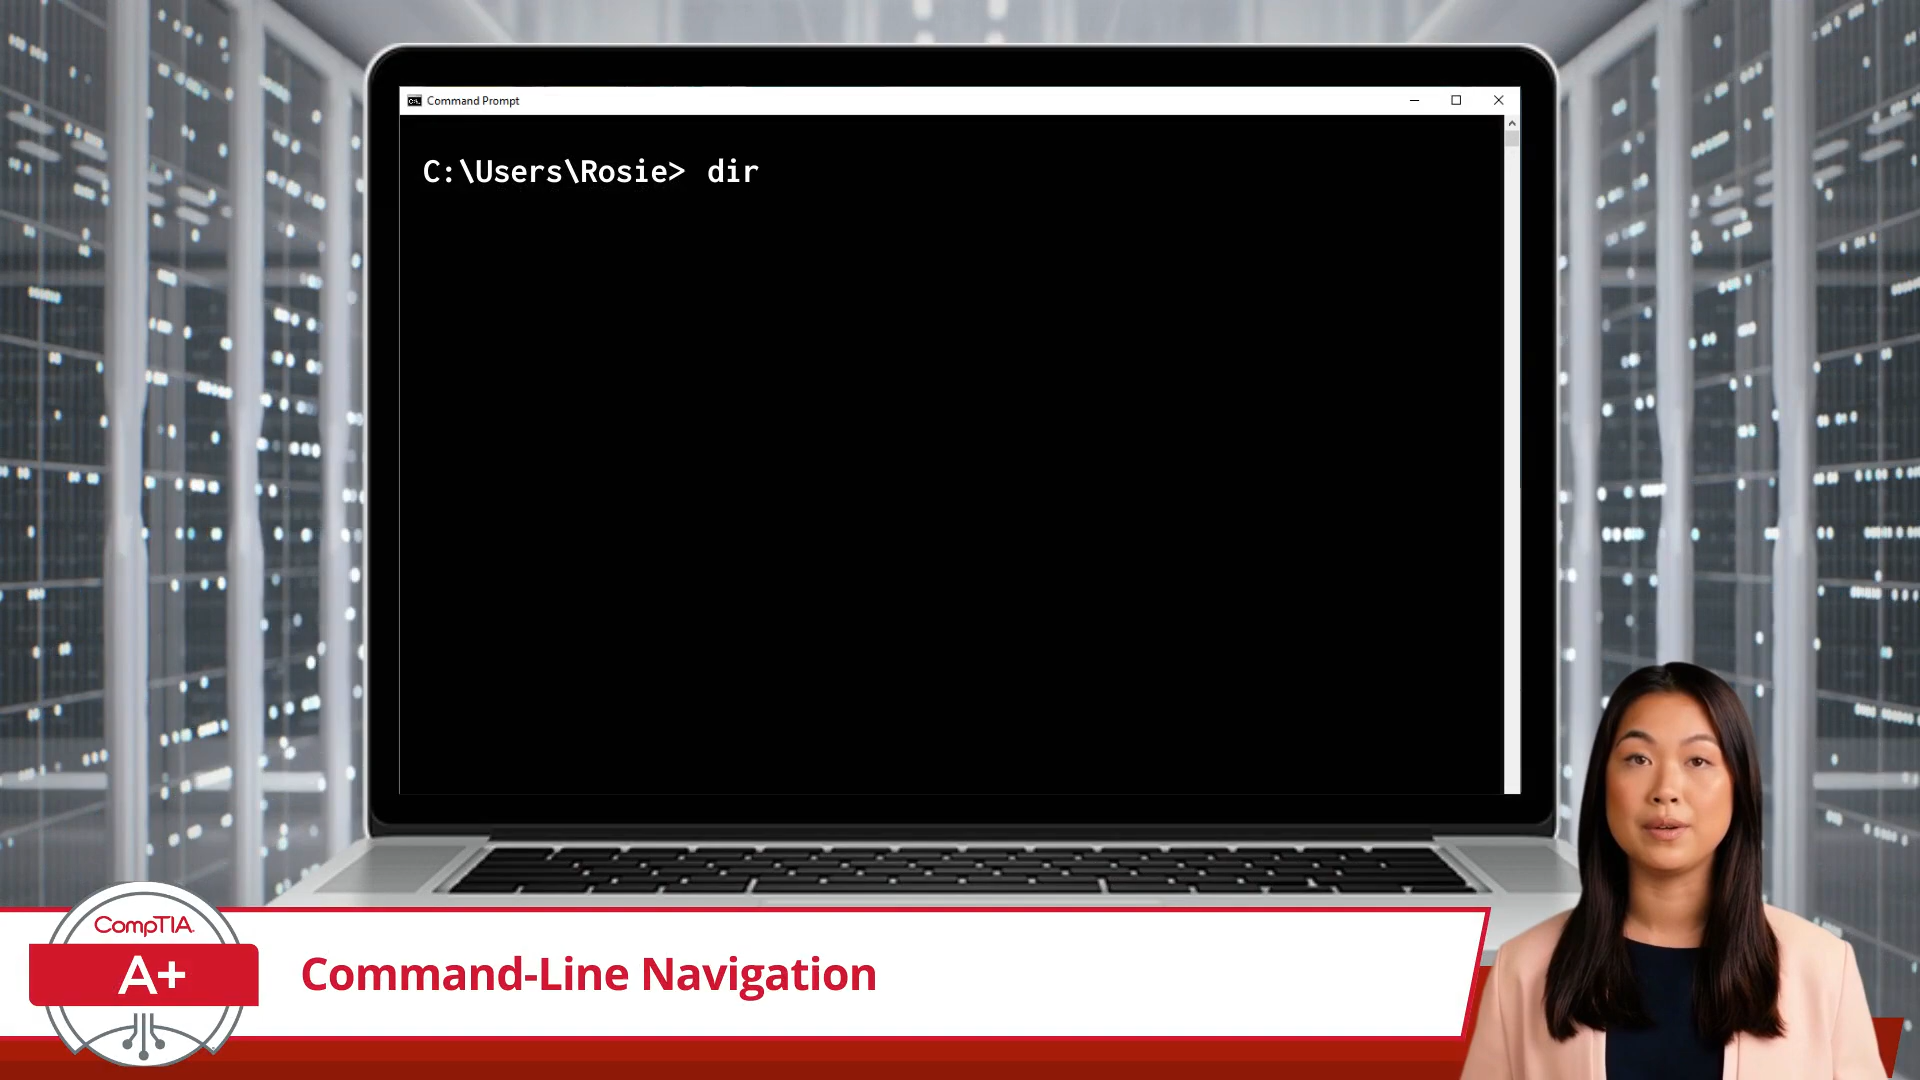 Command Prompt
C:\Users\Rosie> dir
CompTIA.
A+
Command-Line Navigation